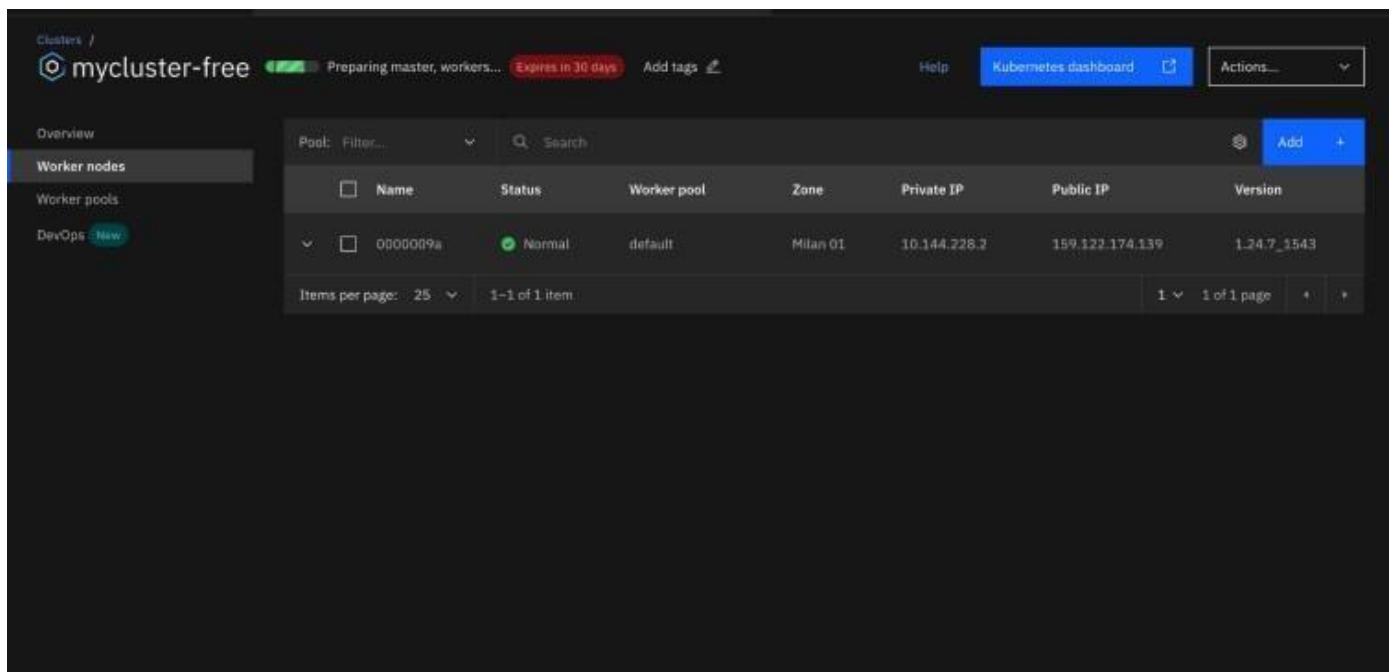 Clusters /
mycluster-free Preparing master, workers... Expires in 30 days Add tags Help Kubernetes dashboard Actions...
Overview
Worker nodes
Worker pools
DevOps New
Pool: Filter... Search Add +
Name Status Worker pool Zone Private IP Public IP Version
0000009a Normal default Milan 01 10.144.228.2 159.122.174.139 1.24.7_1543
Items per page: 25 1–1 of 1 item 1 1 of 1 page